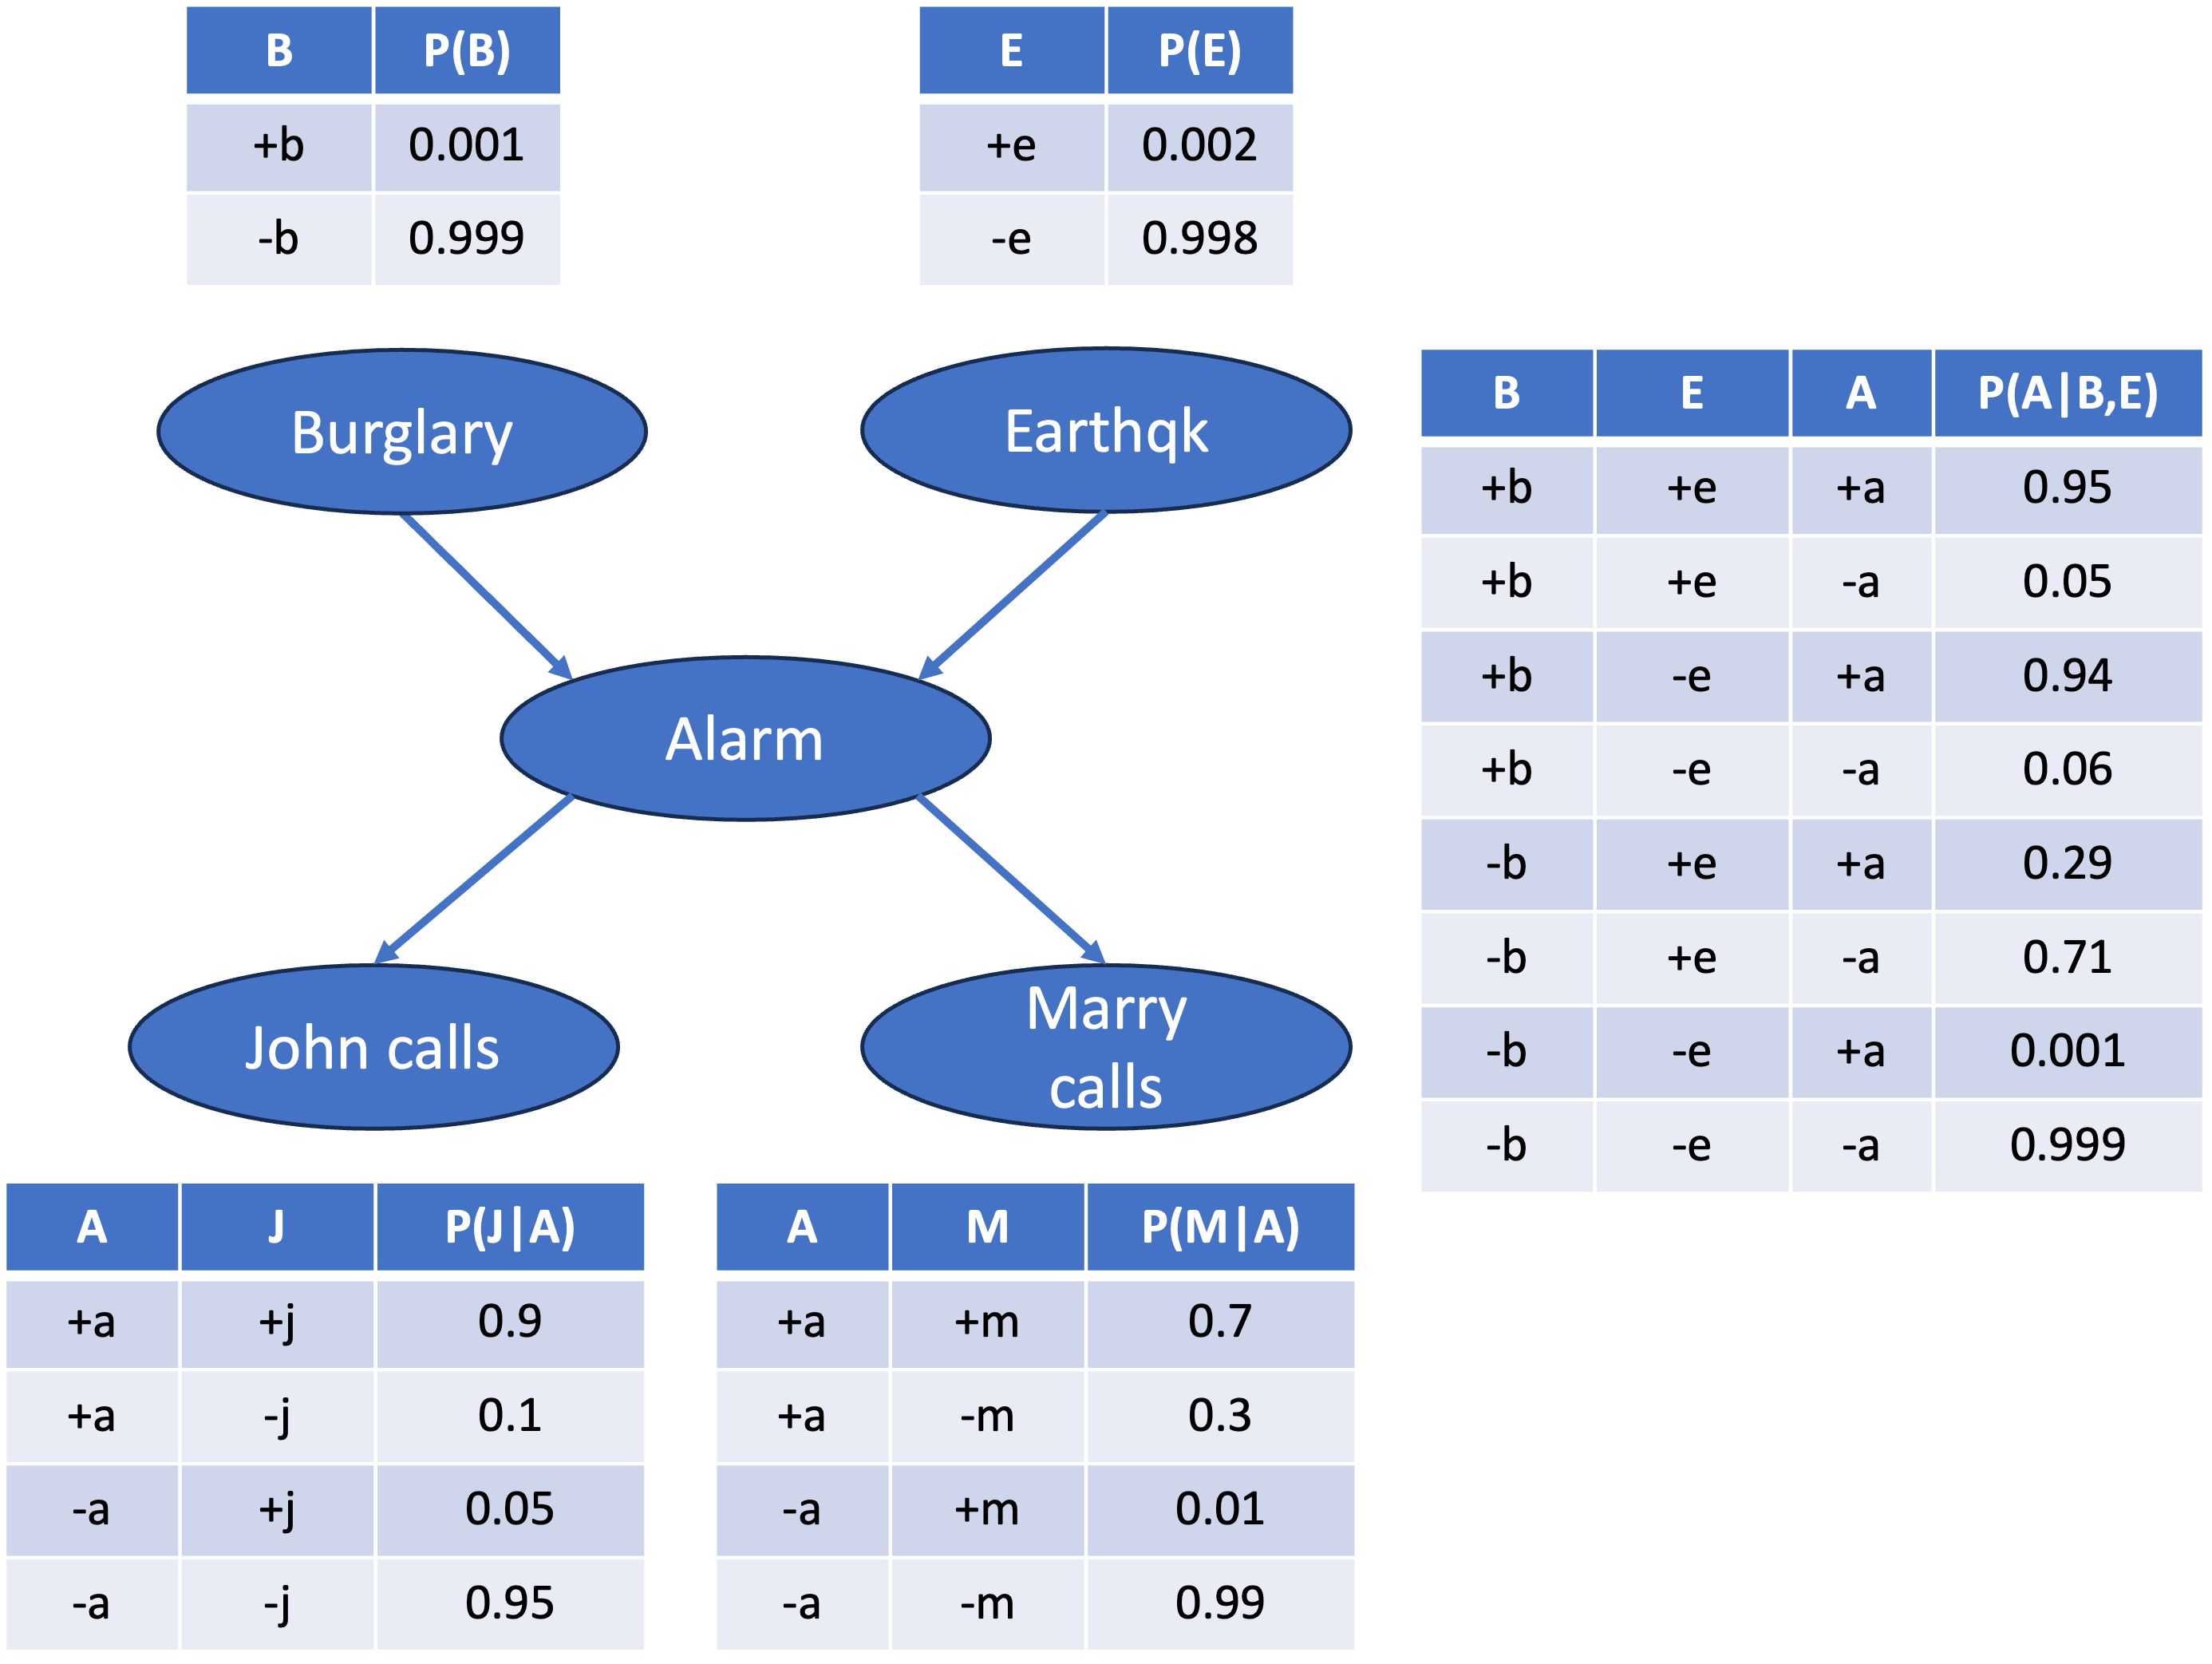 B P(B)
+b 0.001
-b 0.999
E P(E)
+e 0.002
-e 0.998
Burglary
Earthqk
Alarm
John calls
Marry
calls
B E A P(A|B,E)
+b +e +a 0.95
+b +e -a 0.05
+b -e +a 0.94
+b -e -a 0.06
-b +e +a 0.29
-b +e -a 0.71
-b -e +a 0.001
-b -e -a 0.999
A J P(J|A)
+a +j 0.9
+a -j 0.1
-a +j 0.05
-a -j 0.95
A M P(M|A)
+a +m 0.7
+a -m 0.3
-a +m 0.01
-a -m 0.99